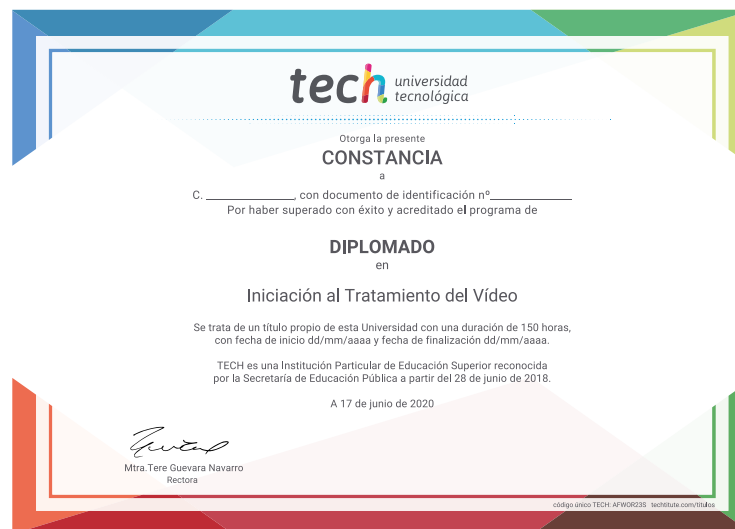 tech universidad
tecnológica
Otorga la presente
CONSTANCIA
a
C. ____________, con documento de identificación nº____________
Por haber superado con éxito y acreditado el programa de
DIPLOMADO
en
Iniciación al Tratamiento del Vídeo
Se trata de un título propio de esta Universidad con una duración de 150 horas,
con fecha de inicio dd/mm/aaaa y fecha de finalización dd/mm/aaaa.
TECH es una Institución Particular de Educación Superior reconocida
por la Secretaría de Educación Pública a partir del 28 de junio de 2018.
A 17 de junio de 2020
Mtra.Tere Guevara Navarro
Rectora
código único TECH: AFWOR23S techtitute.com/titulos